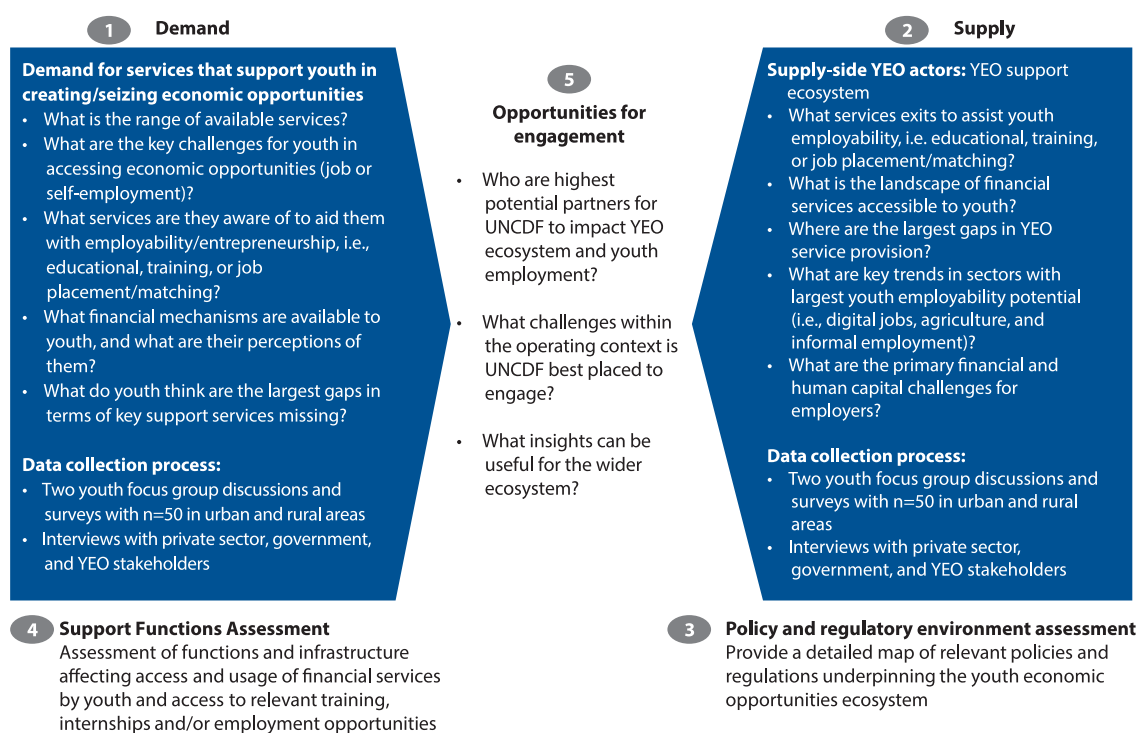 1 Demand
Demand for services that support youth in
creating/seizing economic opportunities
• What is the range of available services?
• What are the key challenges for youth in
accessing economic opportunities (job or
self-employment)?
• What services are they aware of to aid them
with employability/entrepreneurship, i.e.,
educational, training, or job
placement/matching?
• What financial mechanisms are available to
youth, and what are their perceptions of
them?
• What do youth think are the largest gaps in
terms of key support services missing?
Data collection process:
• Two youth focus group discussions and
surveys with n=50 in urban and rural areas
• Interviews with private sector, government,
and YEO stakeholders
5
Opportunities for
engagement
• Who are highest
potential partners for
UNCDF to impact YEO
ecosystem and youth
employment?
• What challenges within
the operating context is
UNCDF best placed to
engage?
• What insights can be
useful for the wider
ecosystem?
2 Supply
Supply-side YEO actors: YEO support
ecosystem
• What services exits to assist youth
employability, i.e. educational, training,
or job placement/matching?
• What is the landscape of financial
services accessible to youth?
• Where are the largest gaps in YEO
service provision?
• What are key trends in sectors with
largest youth employability potential
(i.e., digital jobs, agriculture, and
informal employment)?
• What are the primary financial and
human capital challenges for
employers?
Data collection process:
• Two youth focus group discussions and
surveys with n=50 in urban and rural
areas
• Interviews with private sector,
government, and YEO stakeholders
4 Support Functions Assessment
Assessment of functions and infrastructure
affecting access and usage of financial services
by youth and access to relevant training,
internships and/or employment opportunities
3 Policy and regulatory environment assessment
Provide a detailed map of relevant policies and
regulations underpinning the youth economic
opportunities ecosystem